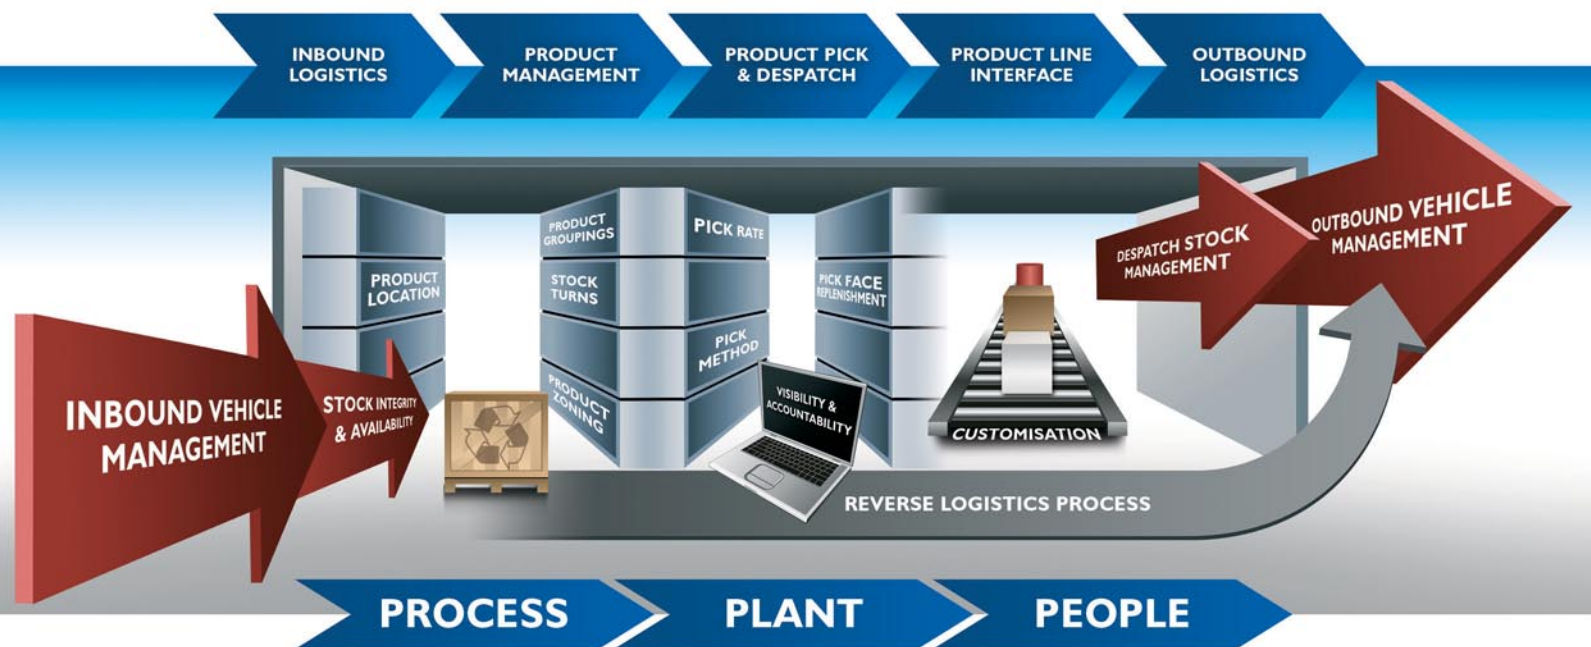 INBOUND
LOGISTICS
PRODUCT
MANAGEMENT
PRODUCT PICK
& DESPATCH
PRODUCT LINE
INTERFACE
OUTBOUND
LOGISTICS
PRODUCT
LOCATION
PRODUCT
GROUPINGS
STOCK
TURNS
PRODUCT
ZONING
PICK RATE
PICK
METHOD
PICK FACE
REPLENISHMENT
DESPATCH STOCK
MANAGEMENT
OUTBOUND VEHICLE
MANAGEMENT
INBOUND VEHICLE
MANAGEMENT
STOCK INTEGRITY
& AVAILABILITY
VISIBILITY &
ACCOUNTABILITY
CUSTOMISATION
REVERSE LOGISTICS PROCESS
PROCESS
PLANT
PEOPLE